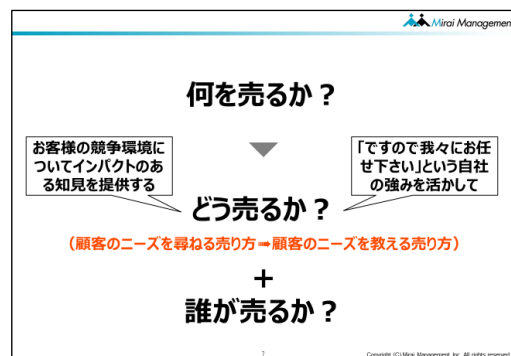 Mirai Management
何を売るか？
お客様の競争環境に
ついてインパクトのあ
る知見を提供する
「ですので我々にお任
せ下さい」という自社
の強みを活かして
どう売るか？
（顧客のニーズを尋ねる売り方➡顧客のニーズを教える売り方）
+
誰が売るか？
7
Copyright (C) Mirai Management, Inc. All rights reserved.